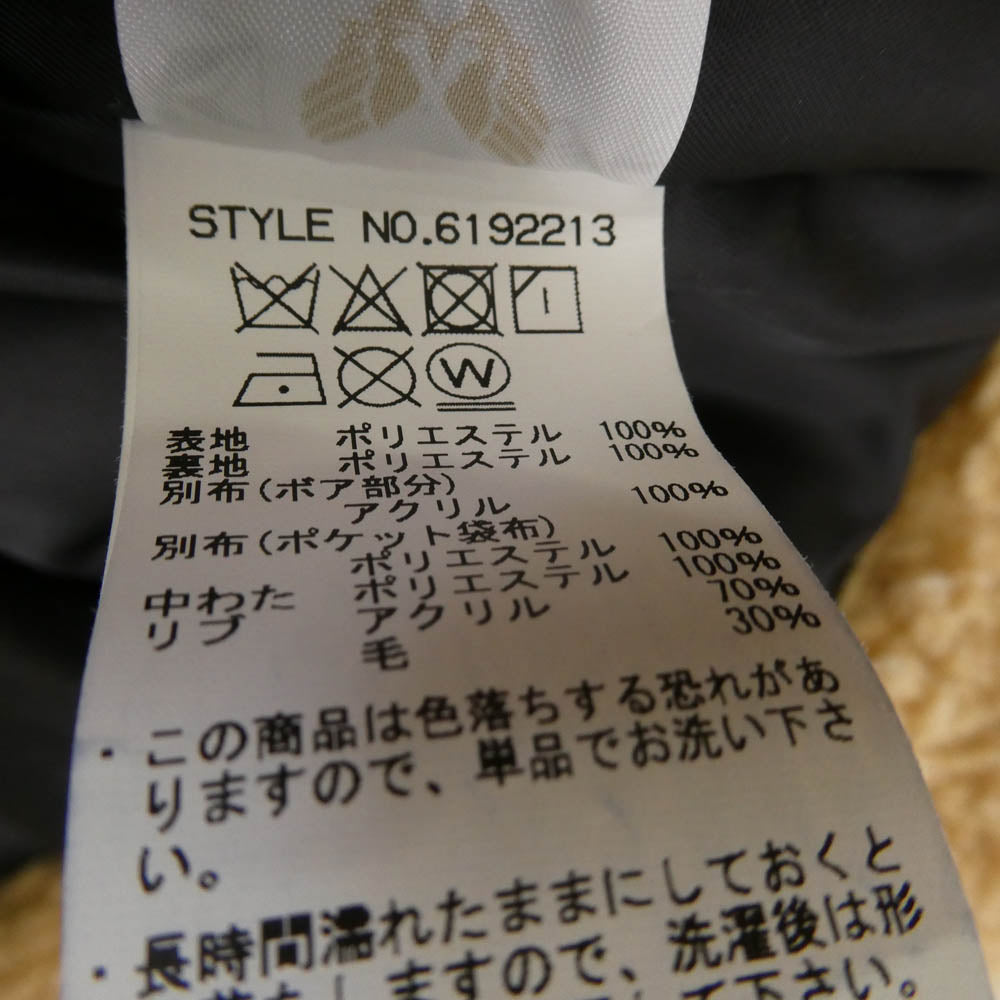 STYLE NO.6192213
W
表地 ポリエステル 100%
裏地 ポリエステル 100%
別布(ボア部分)
アクリル 100%
別布(ポケット袋布)
ポリエステル 100%
中わた ポリエステル 100%
リブ アクリル 70%
毛 30%
・この商品は色落ちする恐れがあ
りますので、単品でお洗い下さ
い。
・長時間濡れたままにしておくと
しますので、洗濯後は形
て下さい。